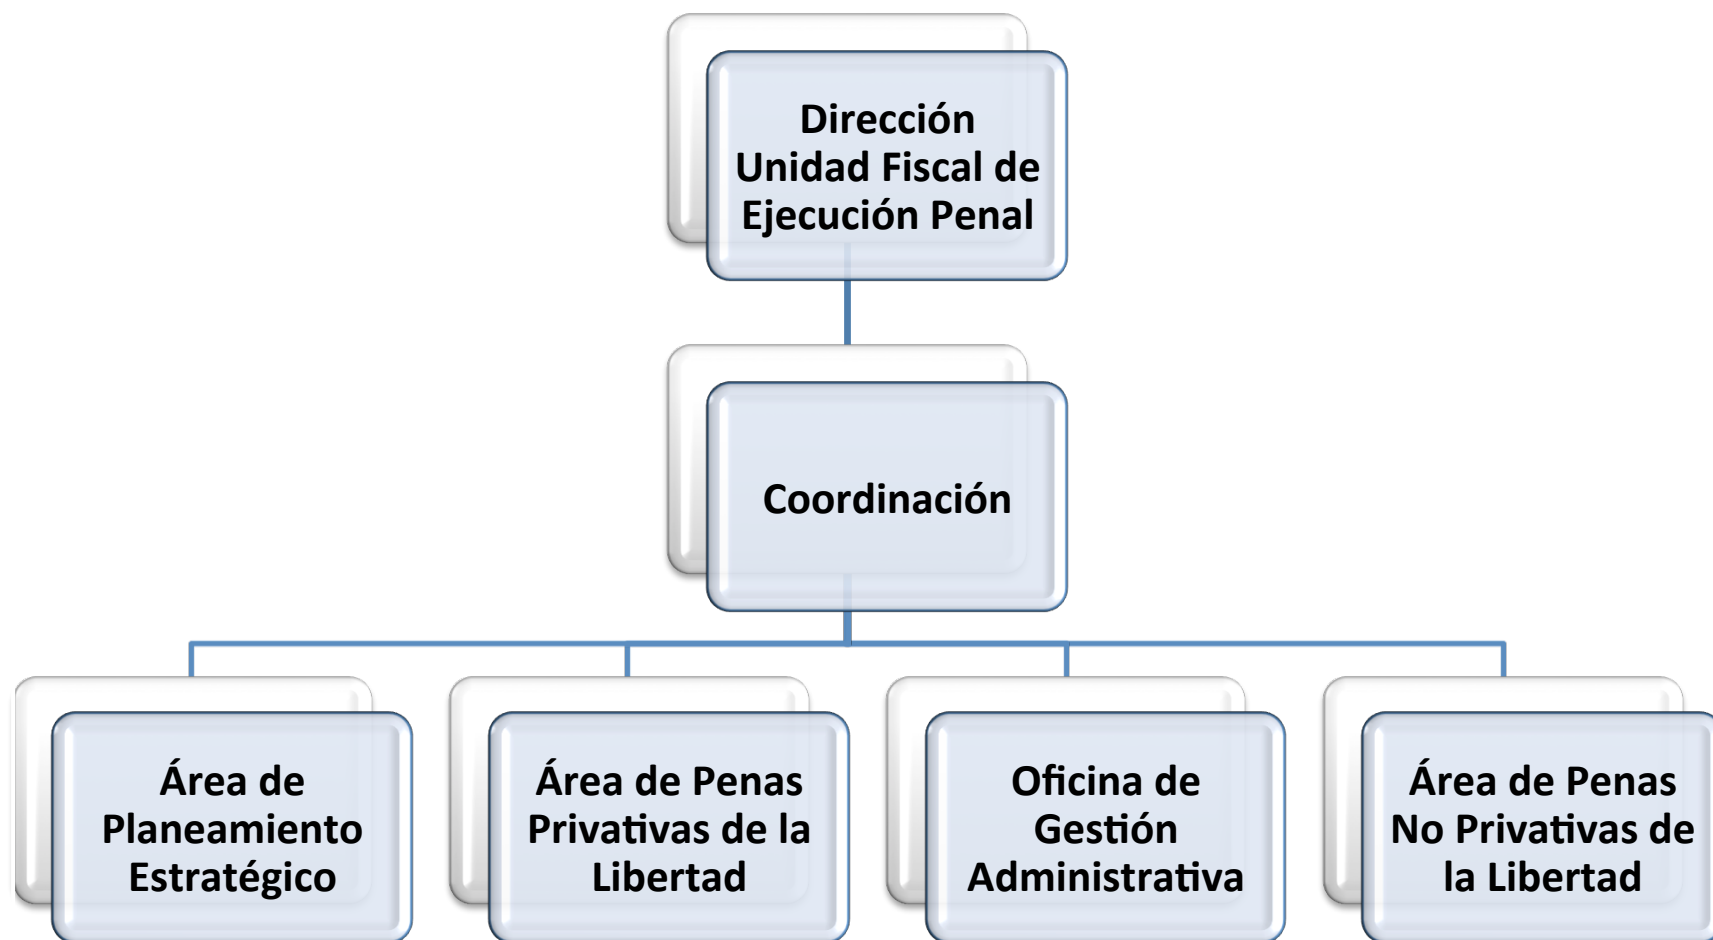 Dirección
Unidad Fiscal de
Ejecución Penal
Coordinación
Área de
Planeamiento
Estratégico
Área de Penas
Privativas de la
Libertad
Oficina de
Gestión
Administrativa
Área de Penas
No Privativas de
la Libertad